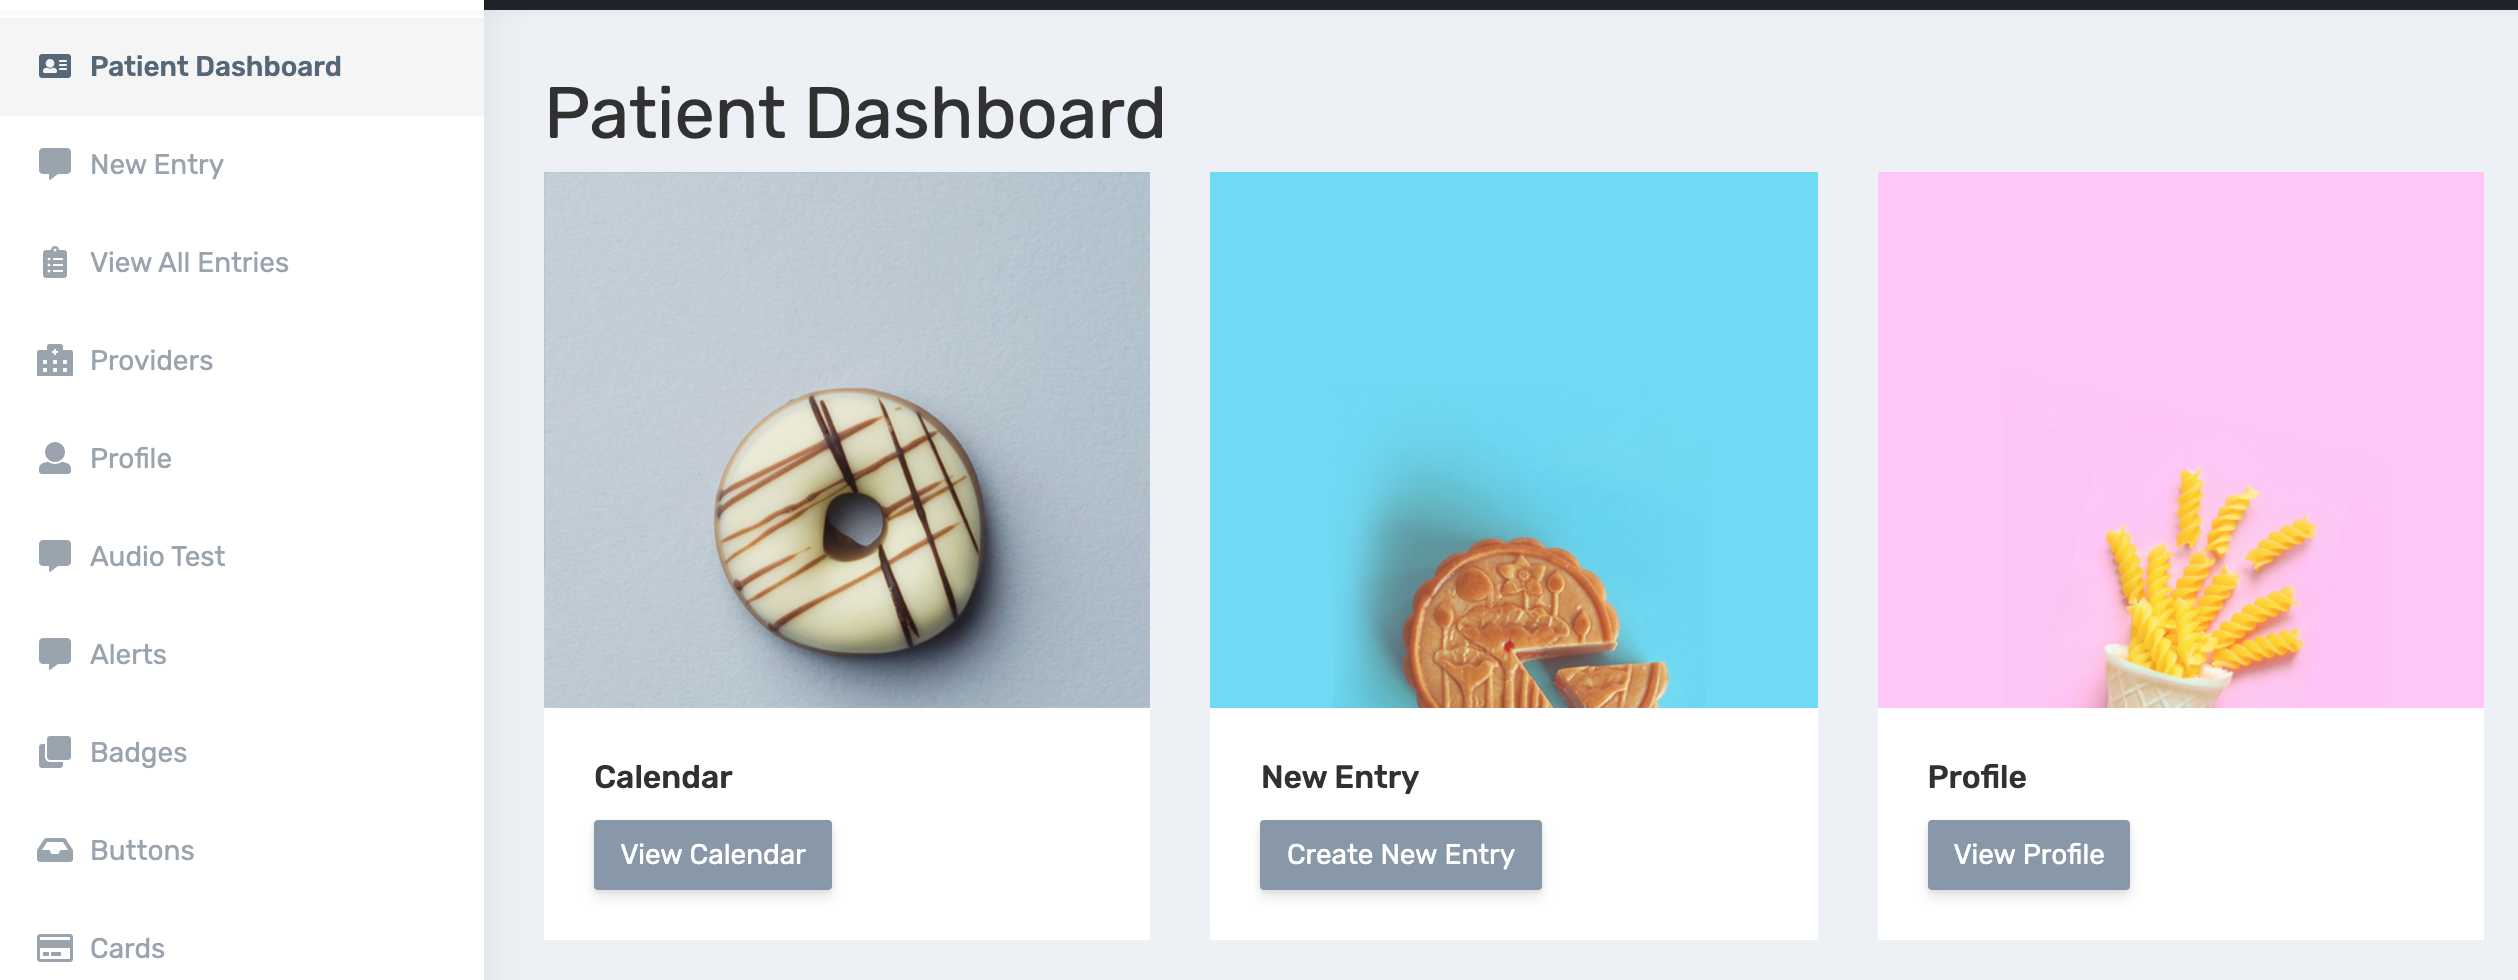 Patient Dashboard
New Entry
View All Entries
Providers
Profile
Audio Test
Alerts
Badges
Buttons
Cards
Patient Dashboard
Calendar
View Calendar
New Entry
Create New Entry
Profile
View Profile